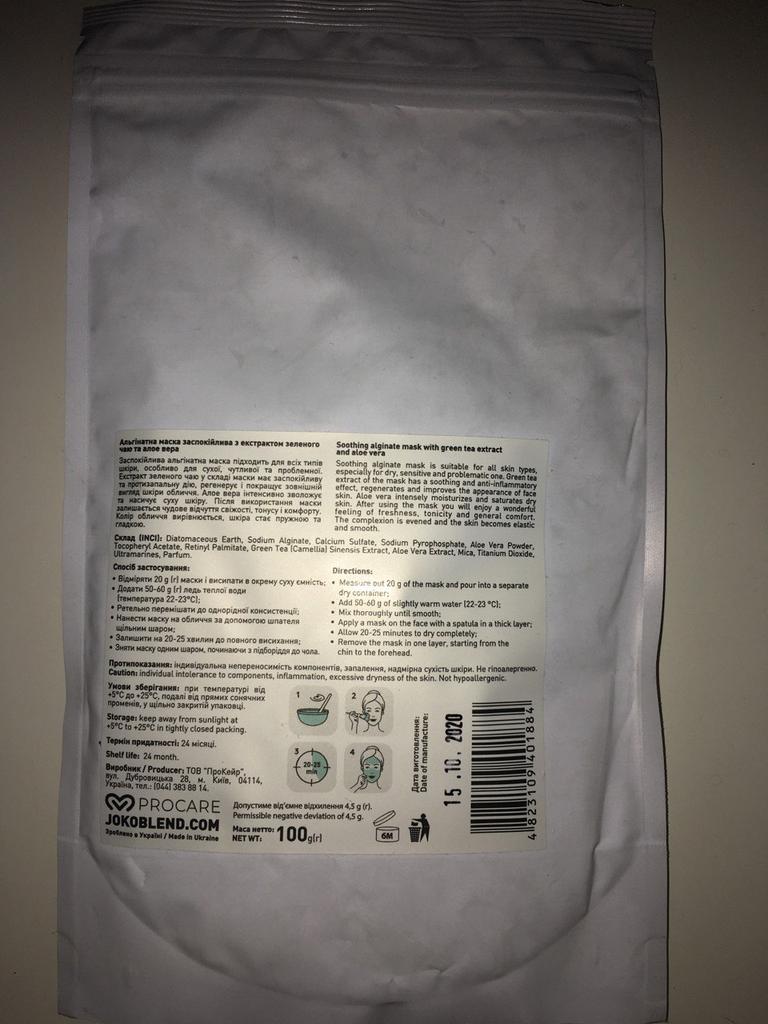 Альгінатна маска заспокійлива з екстрактом зеленого
чаю та алое вера
Заспокійлива альгінатна маска підходить для всіх типів
шкіри, особливо для сухої, чутливої та проблемної.
Екстракт зеленого чаю у складі маски має заспокійливу
та протизапальну дію, регенерує і покращує зовнішній
вигляд шкіри обличчя. Алое вера інтенсивно зволожує
та насичує суху шкіру. Після використання маски
залишається чудове відчуття свіжості, тонусу і комфорту.
Колір обличчя вирівнюється, шкіра стає пружною та
гладкою.
Soothing alginate mask with green tea extract
and aloe vera
Soothing alginate mask is suitable for all skin types,
especially for dry, sensitive and problematic one. Green tea
extract of the mask has a soothing and anti-inflammatory
effect, regenerates and improves the appearance of face
skin. Aloe vera intensely moisturizes and saturates dry
skin. After using the mask you will enjoy a wonderful
feeling of freshness, tonicity and general comfort.
The complexion is evened and the skin becomes elastic
and smooth.
Склад (INCI): Diatomaceous Earth, Sodium Alginate, Calcium Sulfate, Sodium Pyrophosphate, Aloe Vera Powder,
Tocopheryl Acetate, Retinyl Palmitate, Green Tea (Camellia) Sinensis Extract, Aloe Vera Extract, Mica, Titanium Dioxide,
Ultramarines, Parfum.
Спосіб застосування:
• Відміряти 20 g (г) маски і висипати в окрему суху ємність;
• Додати 50-60 g (г) ледь теплої води
(температура 22-23°C);
• Ретельно перемішати до однорідної консистенції;
• Нанести маску на обличчя за допомогою шпателя
щільним шаром;
• Залишити на 20-25 хвилин до повного висихання;
• Зняти маску одним шаром, починаючи з підборіддя до чола.
Directions:
• Measure out 20 g of the mask and pour into a separate
dry container;
• Add 50-60 g of slightly warm water (22-23 °C);
• Mix thoroughly until smooth;
• Apply a mask on the face with a spatula in a thick layer;
• Allow 20-25 minutes to dry completely;
• Remove the mask in one layer, starting from the
chin to the forehead.
Протипоказання: індивідуальна непереносимість компонентів, запалення, надмірна сухість шкіри. Не гіпоалергенно.
Caution: individual intolerance to components, inflammation, excessive dryness of the skin. Not hypoallergenic.
Умови зберігання: при температурі від
+5°C до +25°C, подалі від прямих сонячних
променів, у щільно закритій упаковці.
Storage: keep away from sunlight at
+5°C to +25°C in tightly closed packing.
Термін придатності: 24 місяці.
Shelf life: 24 month.
Виробник / Producer: ТОВ "ПроКейр",
вул. Дубровицька 28, м. Київ, 04114,
Україна, тел.: (044) 383 88 14.
PROCARE
JOKOBLEND.COM
Зроблено в Україні / Made in Ukraine
1
2
3
20-25
min
4
Допустиме від'ємне відхилення 4,5 g (г).
Permissible negative deviation of 4,5 g.
Маса нетто:
NET WT:
100g(г)
6M
Дата виготовлення:
Date of manufacture:
15.10.2020
4823109401884